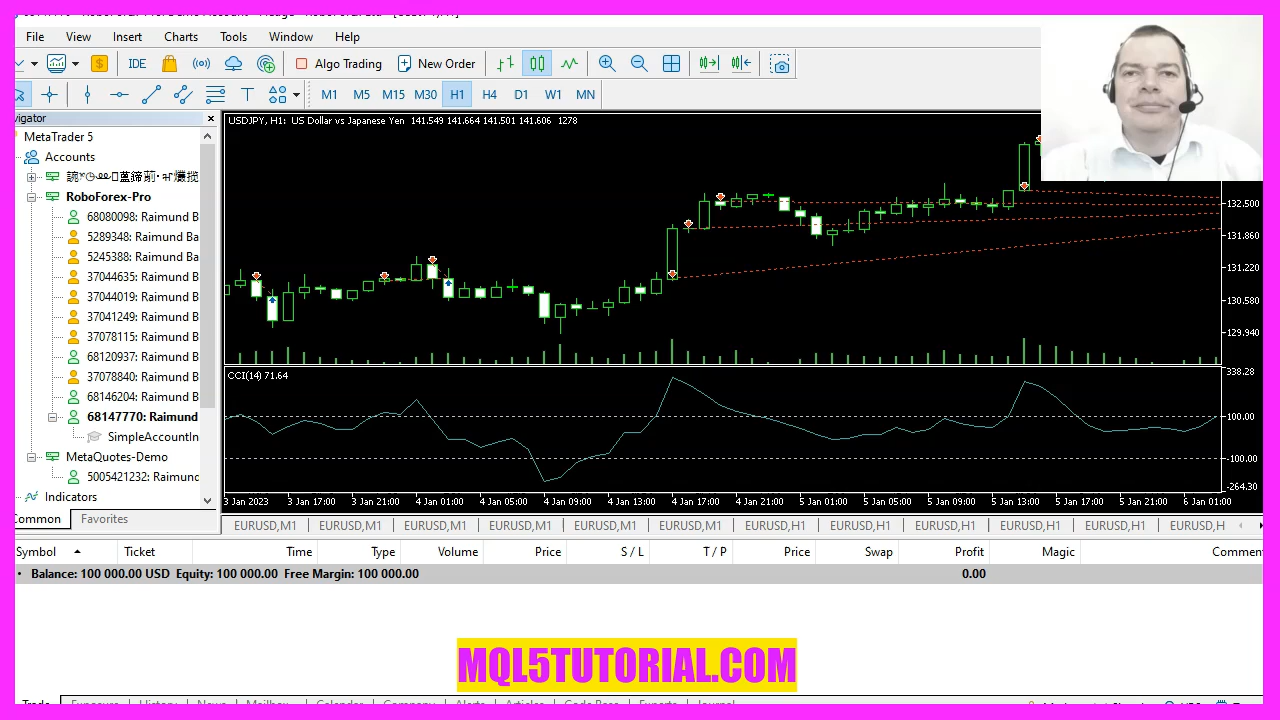 File View Insert Charts Tools Window Help
IDE Algo Trading New Order
M1 M5 M15 M30 H1 H4 D1 W1 MN
MetaTrader 5
Accounts
RoboForex-Pro
68080098: Raimund B
5289348: Raimund Ba
5245388: Raimund Ba
37044635: Raimund B
37044019: Raimund B
37041249: Raimund B
37078115: Raimund B
68120937: Raimund B
37078840: Raimund B
68146204: Raimund B
68147770: Raimund
SimpleAccountIn
MetaQuotes-Demo
5005421232: Raimund
Indicators
Common Favorites
USDJPY, H1: US Dollar vs Japanese Yen 141.549 141.664 141.501 141.606 1278
132.500
131.860
131.220
130.580
129.940
CCI(14) 71.64
338.28
100.00
-100.00
-264.30
3 Jan 2023 3 Jan 17:00 3 Jan 21:00 4 Jan 01:00 4 Jan 05:00 4 Jan 09:00 4 Jan 13:00 4 Jan 17:00 4 Jan 21:00 5 Jan 01:00 5 Jan 05:00 5 Jan 09:00 5 Jan 13:00 5 Jan 17:00 5 Jan 21:00 6 Jan 01:00
EURUSD,M1 EURUSD,M1 EURUSD,M1 EURUSD,M1 EURUSD,M1 EURUSD,M1 EURUSD,H1 EURUSD,H1 EURUSD,H1 EURUSD,H1 EURUSD,H1 EURUSD,H
Symbol Ticket Time Type Volume Price S / L T / P Price Swap Profit Magic Commen
Balance: 100 000.00 USD Equity: 100 000.00 Free Margin: 100 000.00 0.00
MQL5TUTORIAL.COM